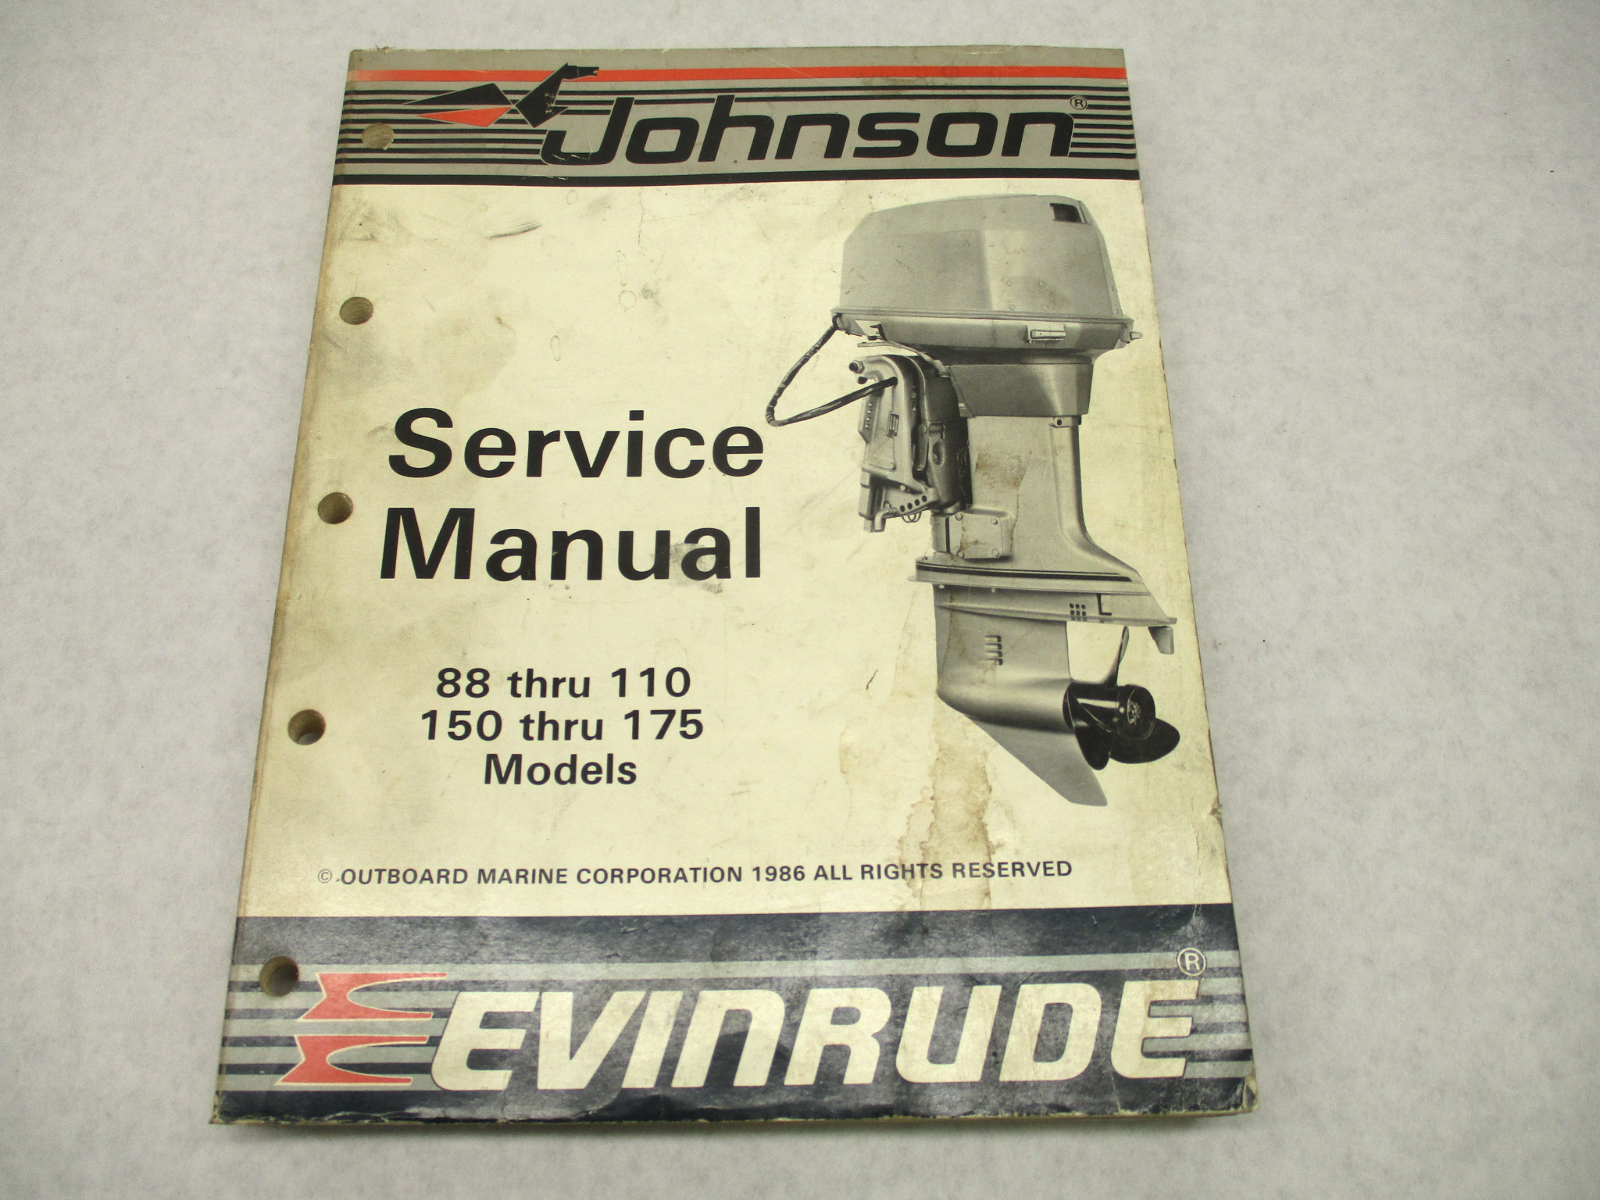 Johnson®
Service
Manual
88 thru 110
150 thru 175
Models
© OUTBOARD MARINE CORPORATION 1986 ALL RIGHTS RESERVED
EVINRUDE®